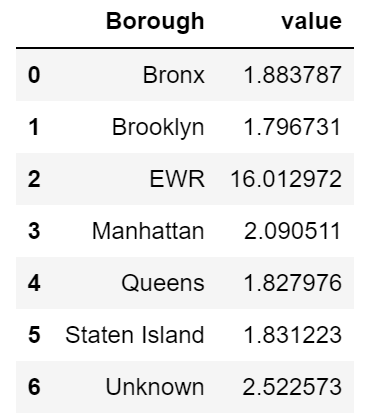 Borough value
0 Bronx 1.883787
1 Brooklyn 1.796731
2 EWR 16.012972
3 Manhattan 2.090511
4 Queens 1.827976
5 Staten Island 1.831223
6 Unknown 2.522573